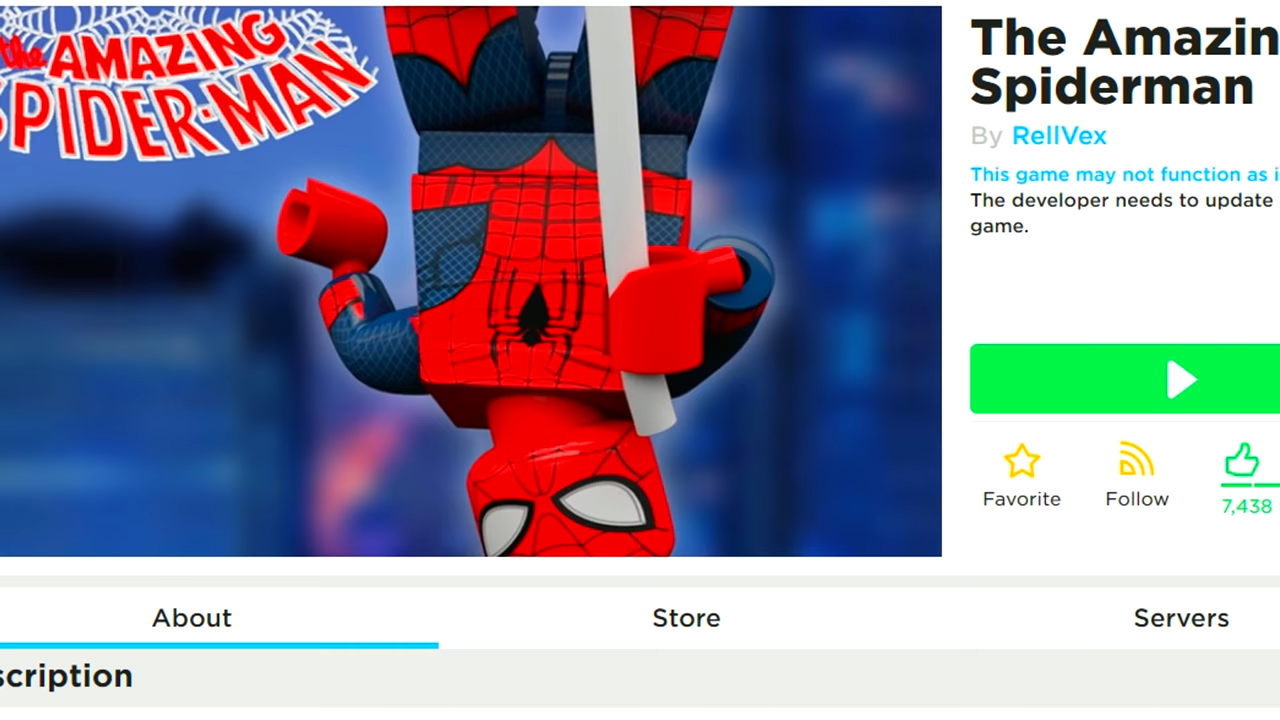 the AMAZING
SPIDER-MAN
The Amazin
Spiderman
By RellVex
This game may not function as i
The developer needs to update
game.
Favorite
Follow
7,438
About
Store
Servers
scription